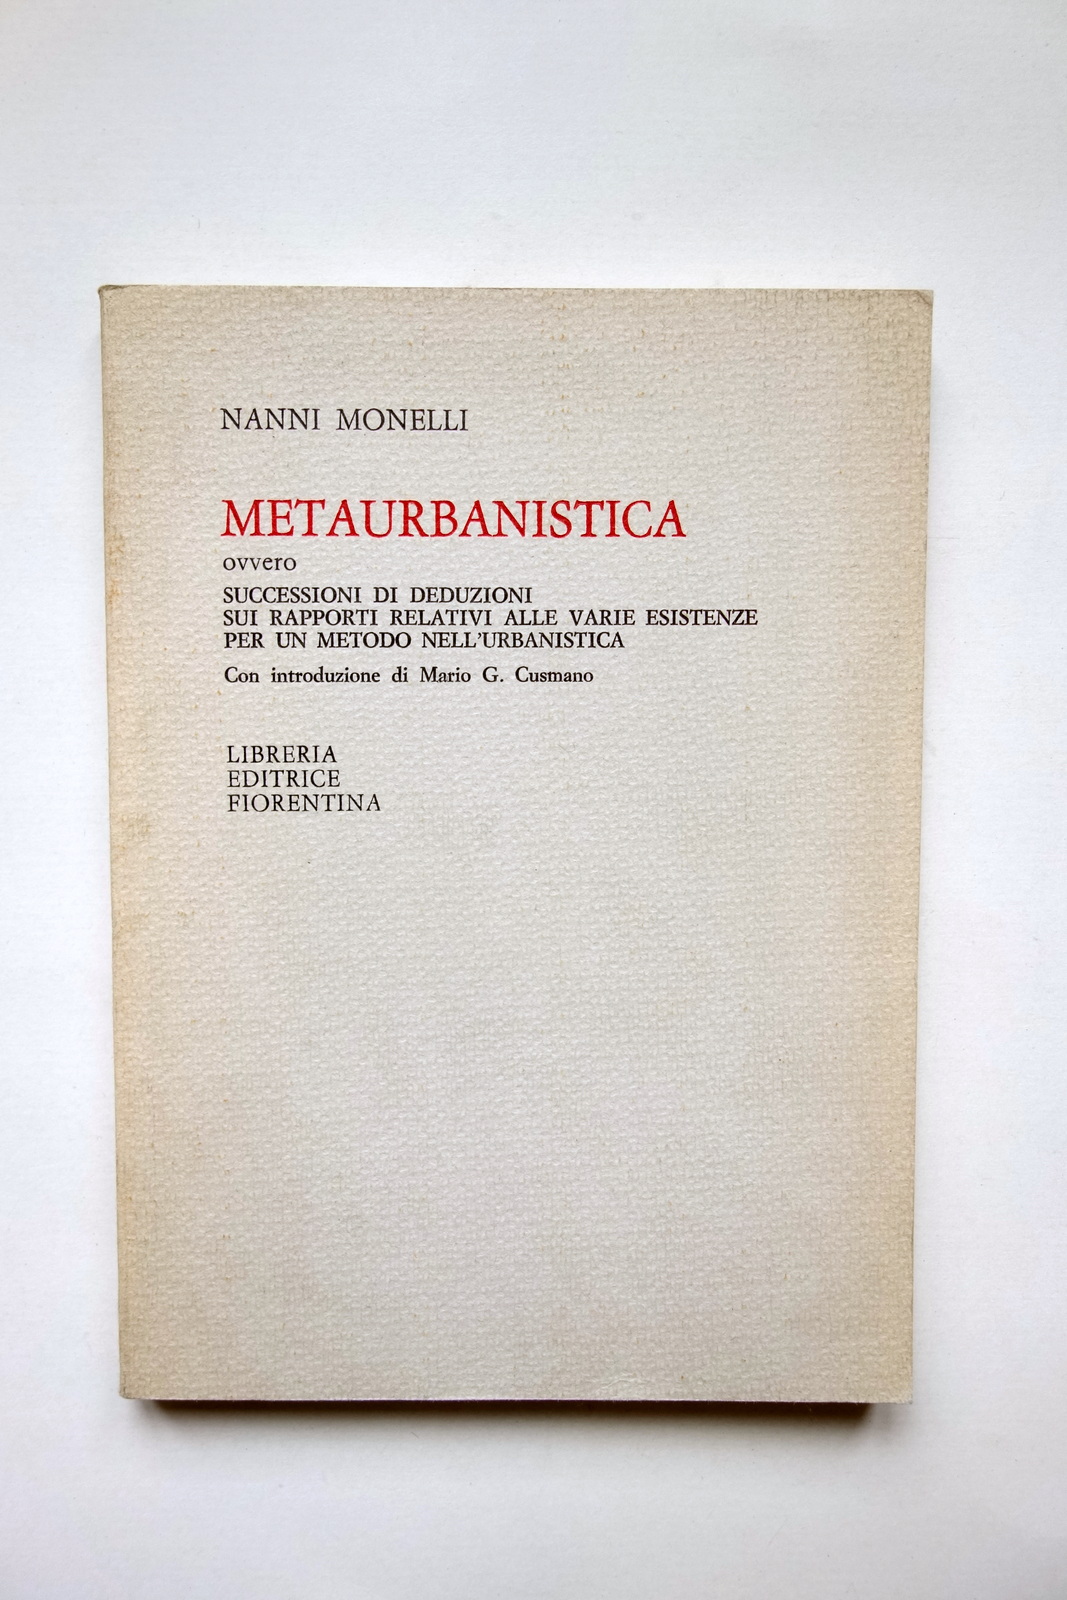 NANNI MONELLI
METAURBANISTICA
ovvero
SUCCESSIONI DI DEDUZIONI
SUI RAPPORTI RELATIVI ALLE VARIE ESISTENZE
PER UN METODO NELL'URBANISTICA
Con introduzione di Mario G. Cusmano
LIBRERIA
EDITRICE
FIORENTINA